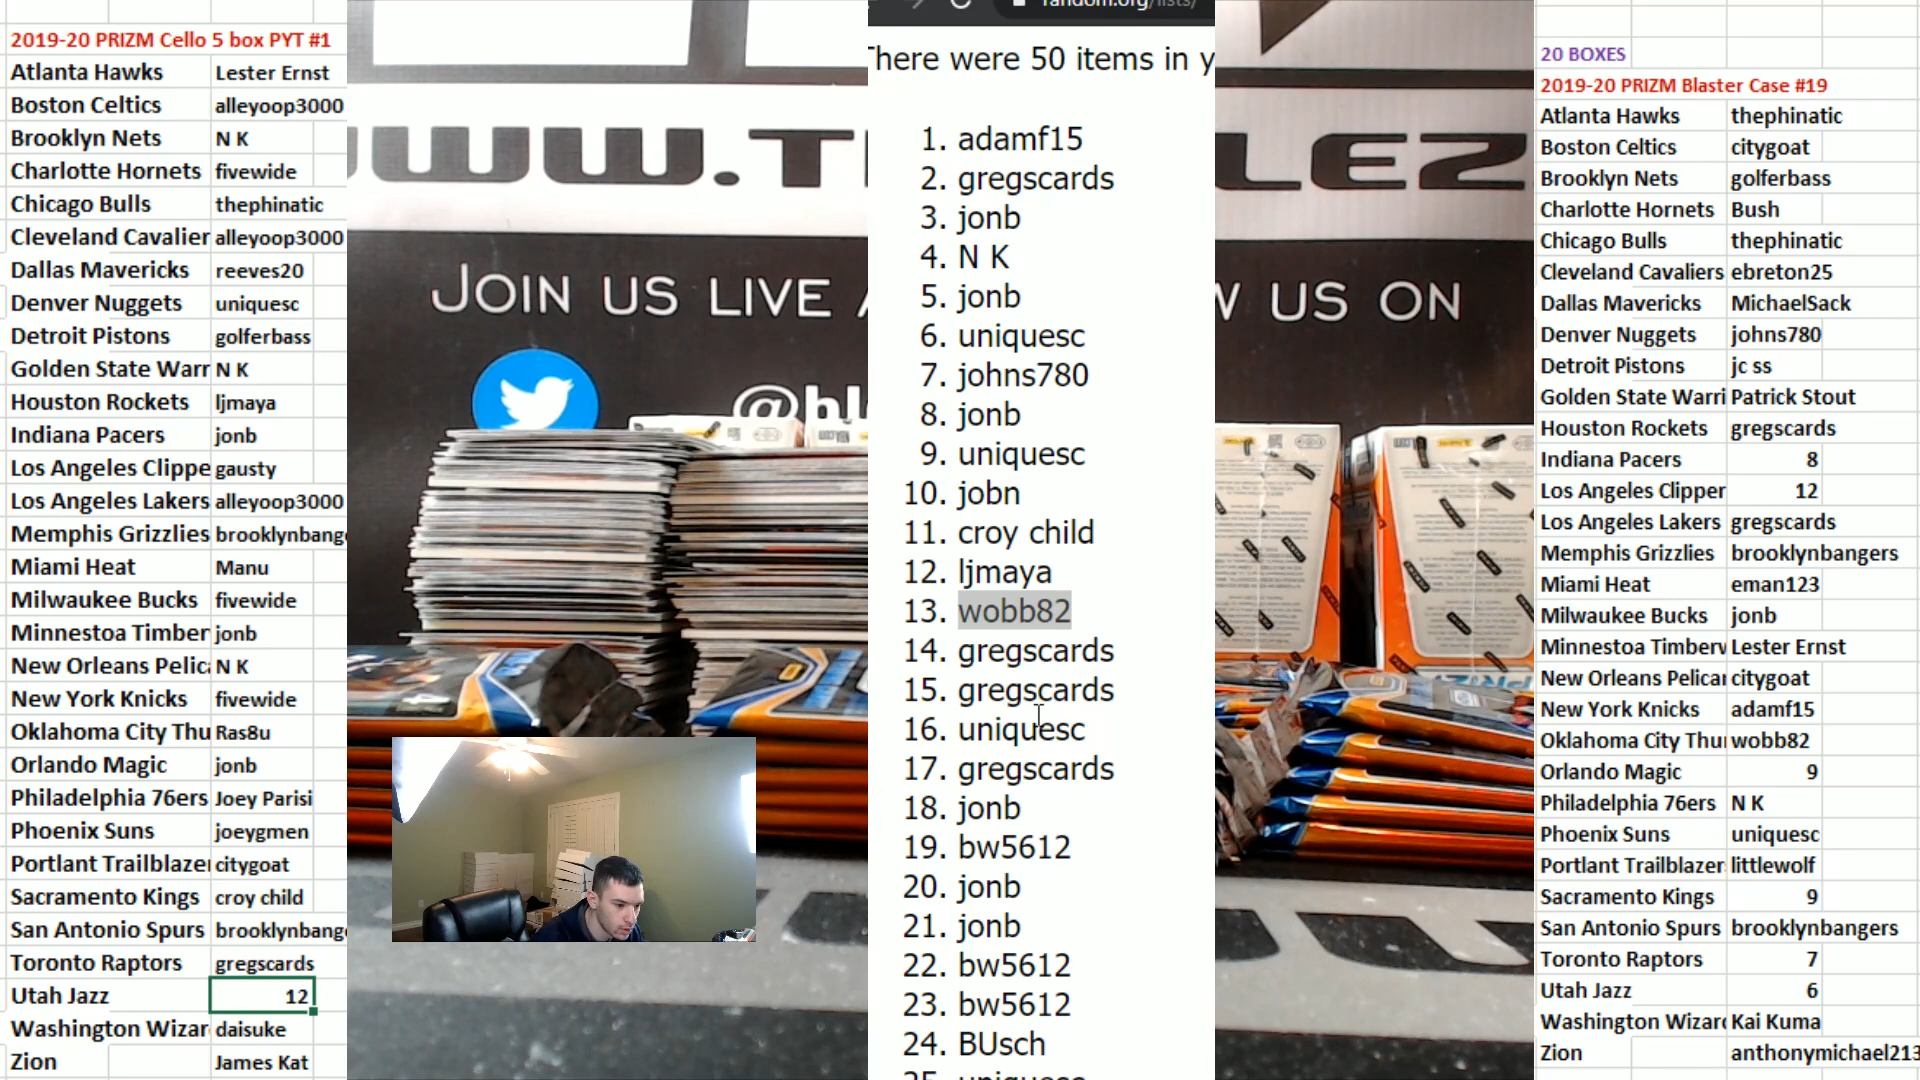 2019-20 PRIZM Cello 5 box PYT #1
Atlanta Hawks Lester Ernst
Boston Celtics alleyoop3000
Brooklyn Nets N K
Charlotte Hornets fivewide
Chicago Bulls thephinatic
Cleveland Cavalier alleyoop3000
Dallas Mavericks reeves20
Denver Nuggets uniquesc
Detroit Pistons golferbass
Golden State Warr N K
Houston Rockets ljmaya
Indiana Pacers jonb
Los Angeles Clippe gausty
Los Angeles Lakers alleyoop3000
Memphis Grizzlies brooklynbange
Miami Heat Manu
Milwaukee Bucks fivewide
Minnestoa Timber jonb
New Orleans Pelica N K
New York Knicks fivewide
Oklahoma City Thu Ras8u
Orlando Magic jonb
Philadelphia 76ers Joey Parisi
Phoenix Suns joeygmen
Portlant Trailblazer citygoat
Sacramento Kings croy child
San Antonio Spurs brooklynbange
Toronto Raptors gregscards
Utah Jazz 12
Washington Wizar daisuke
Zion James Kat
WWW.T
LEZ
JOIN US LIVE
W US ON
@bl
random.org/lists/
There were 50 items in y
1. adamf15
2. gregscards
3. jonb
4. N K
5. jonb
6. uniquesc
7. johns780
8. jonb
9. uniquesc
10. jobn
11. croy child
12. ljmaya
13. wobb82
14. gregscards
15. gregscards
16. uniquesc
17. gregscards
18. jonb
19. bw5612
20. jonb
21. jonb
22. bw5612
23. bw5612
24. BUsch
25. uniquesc
20 BOXES
2019-20 PRIZM Blaster Case #19
Atlanta Hawks thephinatic
Boston Celtics citygoat
Brooklyn Nets golferbass
Charlotte Hornets Bush
Chicago Bulls thephinatic
Cleveland Cavaliers ebreton25
Dallas Mavericks MichaelSack
Denver Nuggets johns780
Detroit Pistons jc ss
Golden State Warri Patrick Stout
Houston Rockets gregscards
Indiana Pacers 8
Los Angeles Clipper 12
Los Angeles Lakers gregscards
Memphis Grizzlies brooklynbangers
Miami Heat eman123
Milwaukee Bucks jonb
Minnestoa Timberv Lester Ernst
New Orleans Pelicar citygoat
New York Knicks adamf15
Oklahoma City Thu wobb82
Orlando Magic 9
Philadelphia 76ers N K
Phoenix Suns uniquesc
Portlant Trailblazer littlewolf
Sacramento Kings 9
San Antonio Spurs brooklynbangers
Toronto Raptors 7
Utah Jazz 6
Washington Wizar Kai Kuma
Zion anthonymichael213